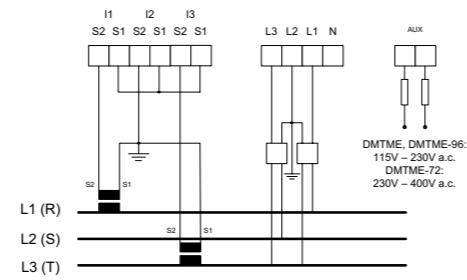 I1 I2 I3
S2 S1 S2 S1 S2 S1
L3 L2 L1 N
AUX
DMTME, DMTME-96:
115V – 230V a.c.
DMTME-72:
230V – 400V a.c.
S2 S1
L1 (R)
S2 S1
L2 (S)
L3 (T)